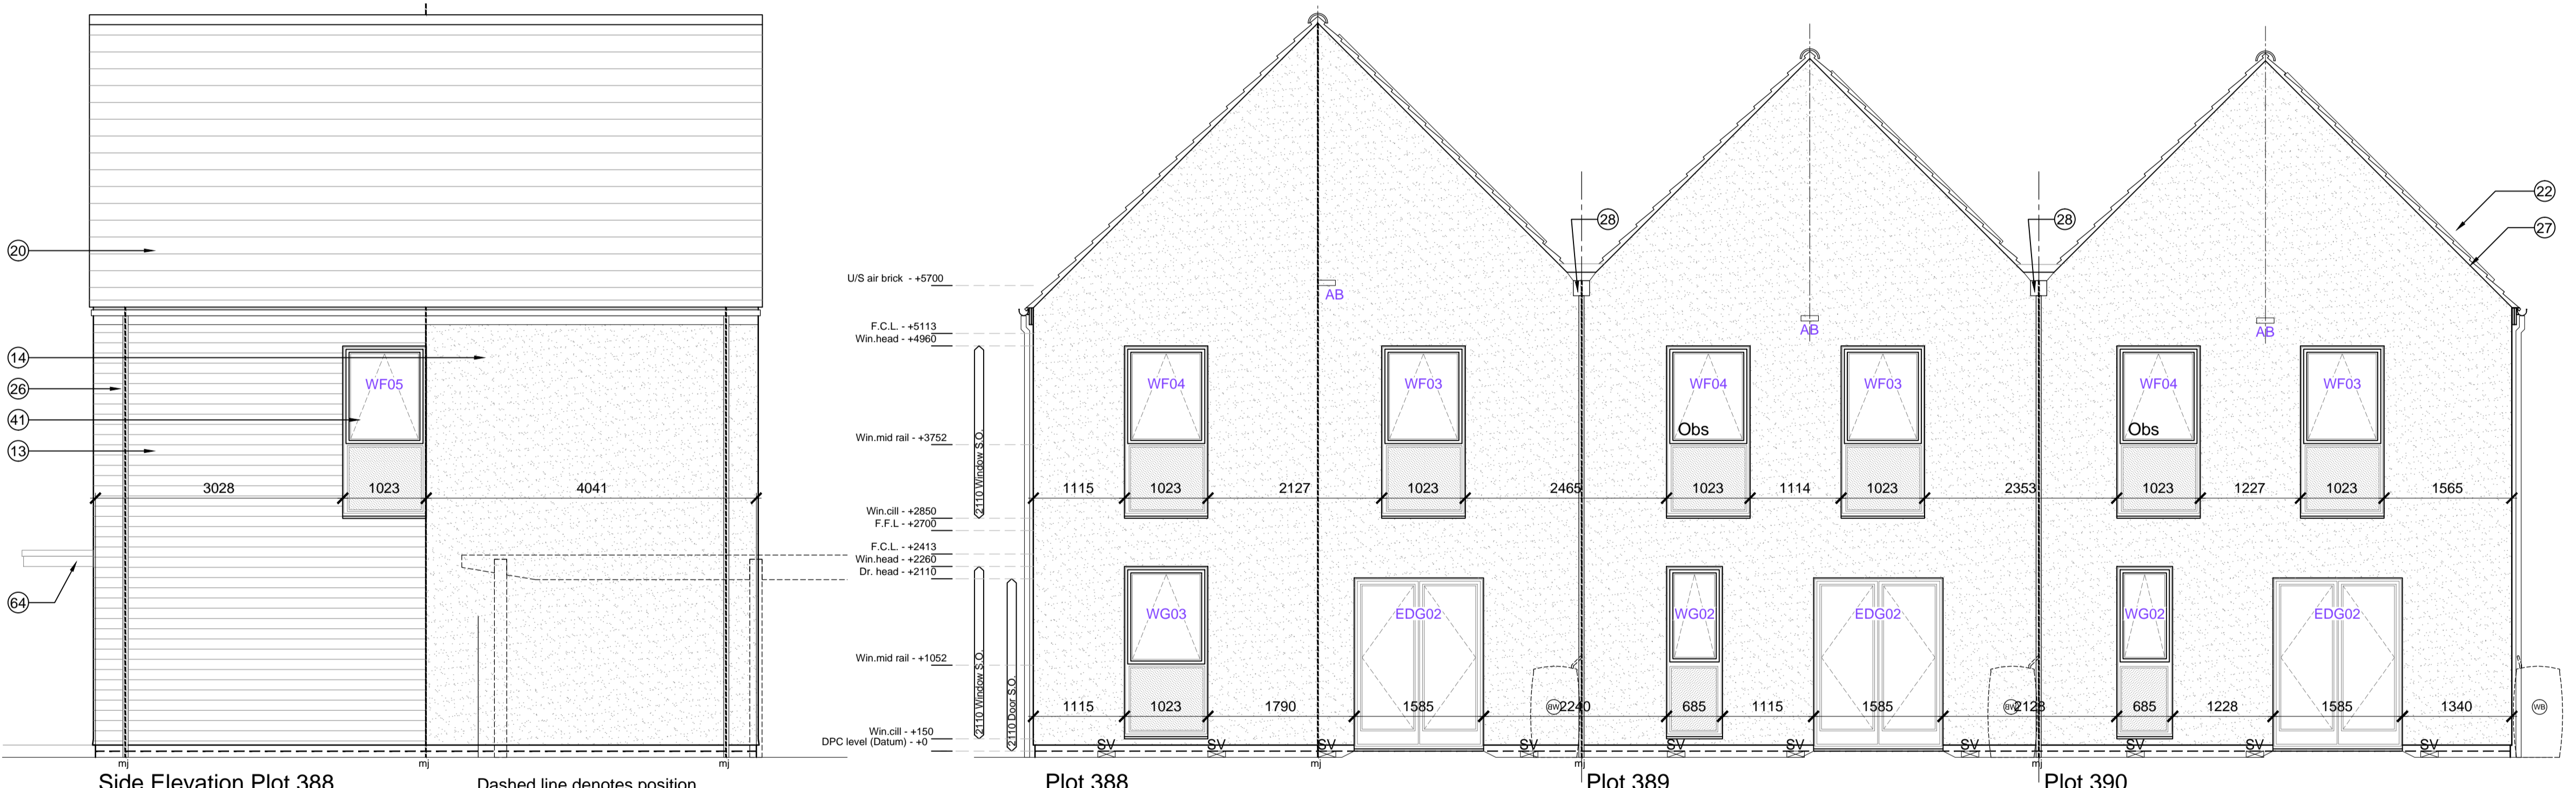 20
14
26
41
13
64
WF05
3028 1023 4041
mj mj mj
Side Elevation Plot 388
Dashed line denotes position
U/S air brick - +5700
F.C.L. - +5113
Win.head - +4960
Win.mid rail - +3752
Win.cill - +2850
F.F.L - +2700
F.C.L. - +2413
Win.head - +2260
Dr. head - +2110
Win.mid rail - +1052
Win.cill - +150
DPC level (Datum) - +0
2110 Window S.O.
2110 Window S.O.
2110 Door S.O.
28 28
22
27
AB AB AB
WF04 WF03 WF04 WF03 WF04 WF03
Obs Obs
1115 1023 2127 1023 2465 1023 1114 1023 2353 1023 1227 1023 1565
WG03 EDG02 WG02 EDG02 WG02 EDG02
1115 1023 1790 1585 BW 2240 685 1115 1585 BW 2128 685 1228 1585 1340 WB
SV SV SV SV SV SV SV SV SV
mj mj mj
Plot 388 Plot 389 Plot 390